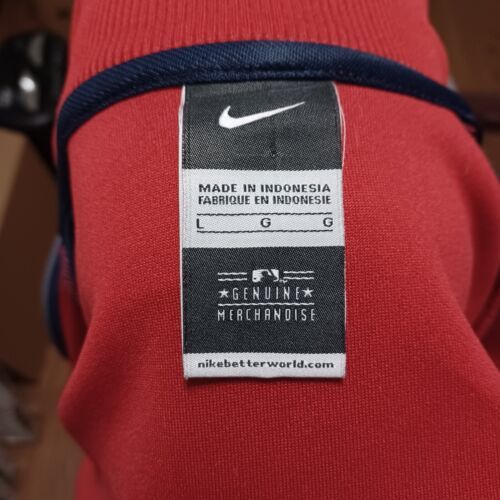 MADE IN INDONESIA
FABRIQUE EN INDONESIE
L G G
GENUINE
MERCHANDISE
nikebetterworld.com